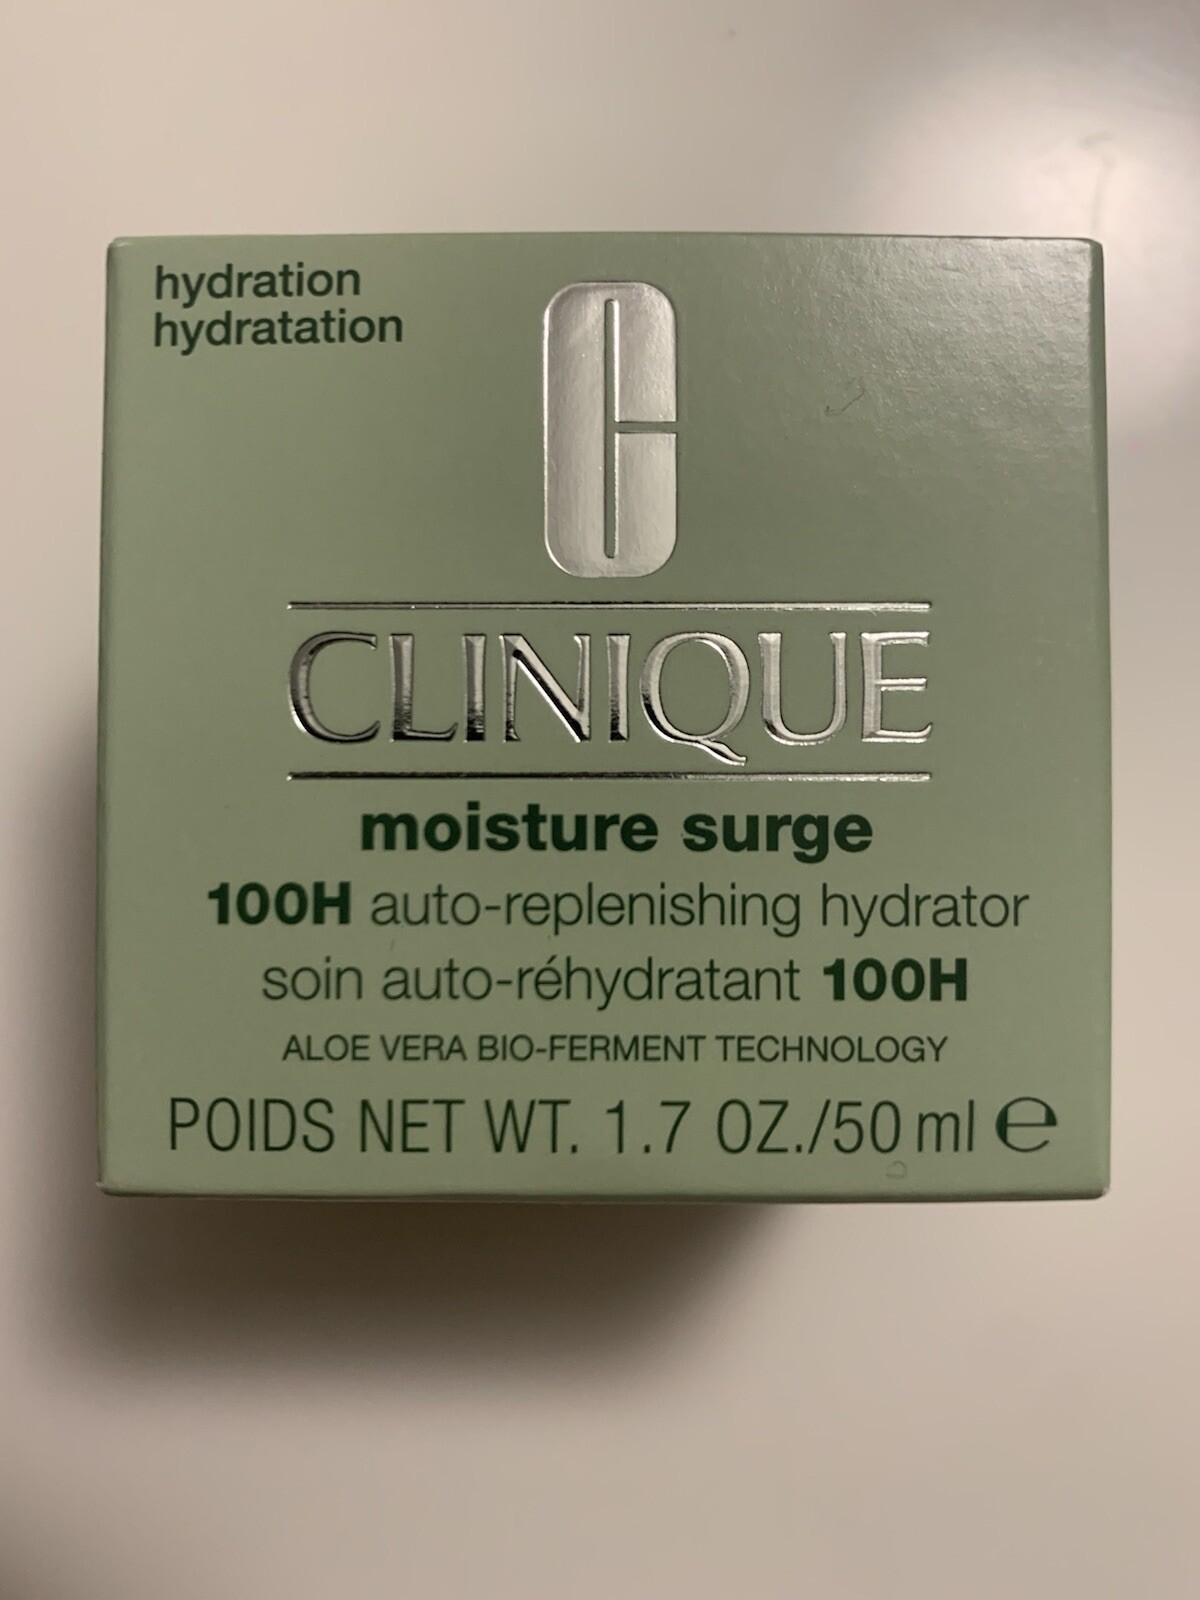 hydration
hydratation
C
CLINIQUE
moisture surge
100H auto-replenishing hydrator
soin auto-réhydratant 100H
ALOE VERA BIO-FERMENT TECHNOLOGY
POIDS NET WT. 1.7 OZ./50 ml ℮